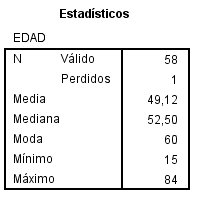 Estadísticos
EDAD
N Válido 58
Perdidos 1
Media 49,12
Mediana 52,50
Moda 60
Mínimo 15
Máximo 84